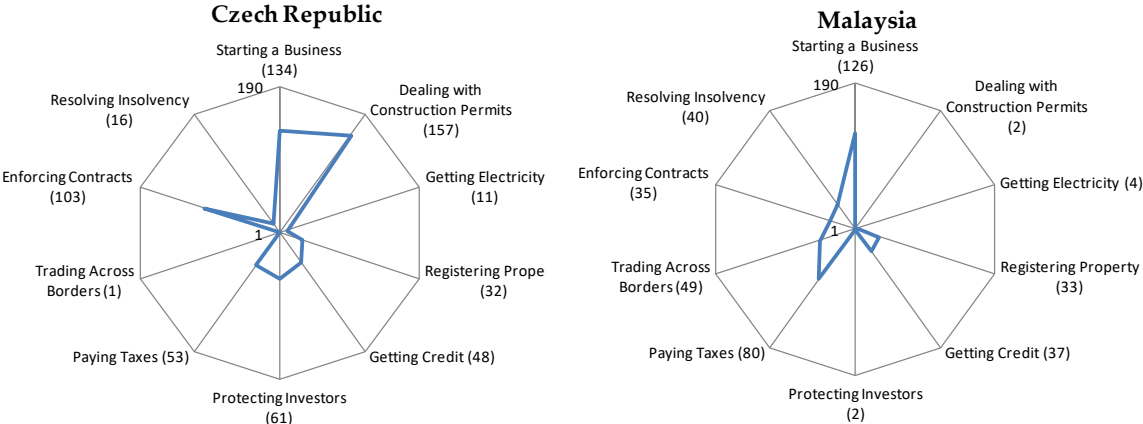 Czech Republic
Starting a Business
(134)
190
Dealing with
Construction Permits
(157)
Getting Electricity
(11)
Registering Prope
(32)
Getting Credit (48)
Protecting Investors
(61)
Paying Taxes (53)
Trading Across
Borders (1)
Enforcing Contracts
(103)
Resolving Insolvency
(16)
1
Malaysia
Starting a Business
(126)
190
Dealing with
Construction Permits
(2)
Getting Electricity (4)
Registering Property
(33)
Getting Credit (37)
Protecting Investors
(2)
Paying Taxes (80)
Trading Across
Borders (49)
Enforcing Contracts
(35)
Resolving Insolvency
(40)
1